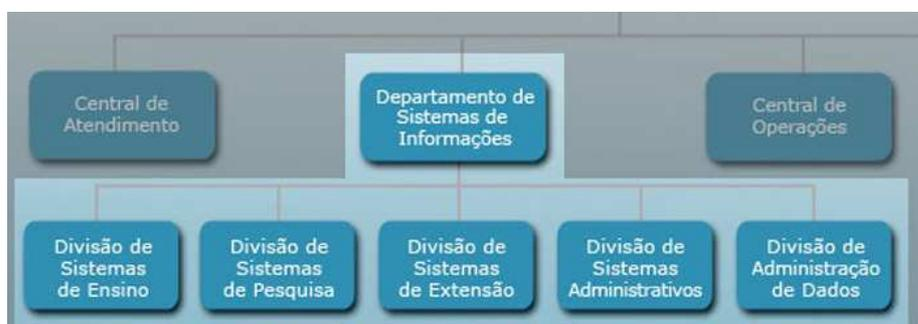 Central de
Atendimento
Departamento de
Sistemas de
Informações
Central de
Operações
Divisão de
Sistemas
de Ensino
Divisão de
Sistemas
de Pesquisa
Divisão de
Sistemas
de Extensão
Divisão de
Sistemas
Administrativos
Divisão de
Administração
de Dados